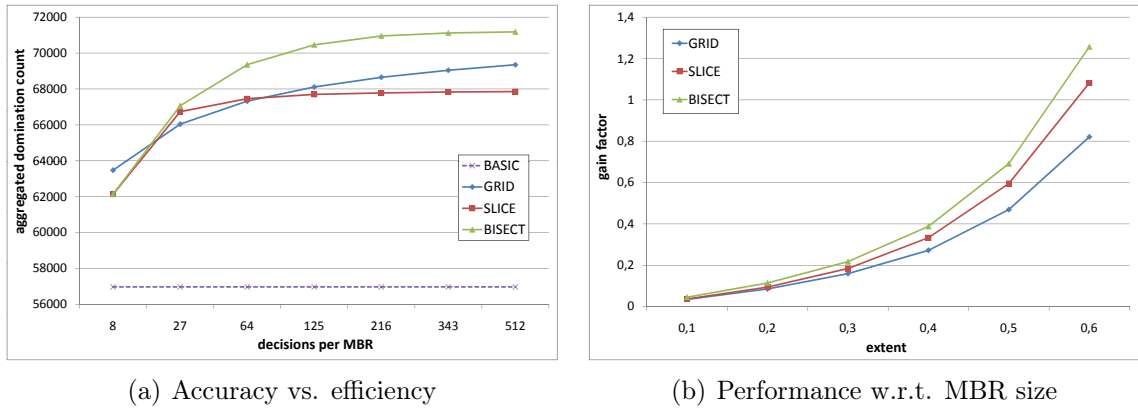 72000
70000
68000
66000
64000
62000
60000
58000
56000
aggregated domination count
8 27 64 125 216 343 512
decisions per MBR
BASIC
GRID
SLICE
BISECT
(a) Accuracy vs. efficiency
1,4
1,2
1
0,8
0,6
0,4
0,2
0
gain factor
0,1 0,2 0,3 0,4 0,5 0,6
extent
GRID
SLICE
BISECT
(b) Performance w.r.t. MBR size